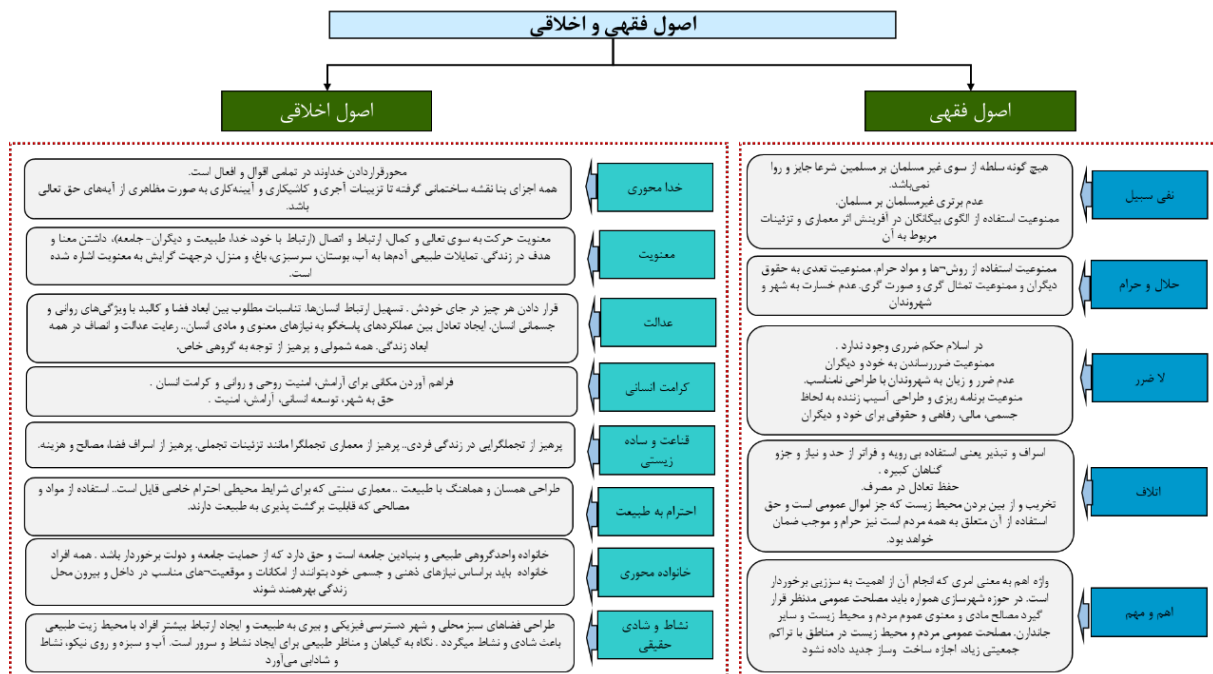 اصول فقهی و اخلاقی
اصول فقهی
نفی سبیل
هیچ گونه سلطه از سوی غیر مسلمان بر مسلمین شرعا جایز و روا
نمی‌باشد.
عدم برتری غیرمسلمان بر مسلمان.
ممنوعیت استفاده از الگوی بیگانگان در آفرینش اثر معماری و تزئینات
مربوط به آن
حلال و حرام
ممنوعیت استفاده از روش¬ها و مواد حرام. ممنوعیت تعدی به حقوق
دیگران و ممنوعیت تمثال گری و صورت گری. عدم خسارت به شهر و
شهروندان
لا ضرر
در اسلام حکم ضرری وجود ندارد .
ممنوعیت ضرررساندن به خود و دیگران
عدم ضرر و زیان به شهروندان با طراحی نامناسب.
منوعیت برنامه ریزی و طراحی آسیب زننده به لحاظ
جسمی، مالی، رفاهی و حقوقی برای خود و دیگران
اتلاف
اسراف و تبذیر یعنی استفاده بی رویه و فراتر از حد و نیاز و جزو
گناهان کبیره .
حفظ تعادل در مصرف.
تخریب و از بین بردن محیط زیست که جز اموال عمومی است و حق
استفاده از آن متعلق به همه مردم است نیز حرام و موجب ضمان
خواهد بود.
اهم و مهم
واژه اهم به معنی امری که انجام آن از اهمیت به سززیی برخوردار
است. در حوزه شهرسازی همواره باید مصلحت عمومی مدنظر قرار
گیرد مصالح مادی و معنوی عموم مردم و محیط زیست و سایر
جاندارن. مصلحت عمومی مردم و محیط زیست در مناطق با تراکم
جمعیتی زیاد، اجازه ساخت وساز جدید داده نشود
اصول اخلاقی
خدا محوری
محورقراردادن خداوند در تمامی اقوال و افعال است.
همه اجزای بنا نقشه ساختمانی گرفته تا تزیینات آجری و کاشیکاری و آیینه‌کاری به صورت مظاهری از آیه‌های حق تعالی
باشد.
معنویت
معنویت حرکت به سوی تعالی و کمال، ارتباط و اتصال (ارتباط با خود، خدا، طبیعت و دیگران- جامعه)، داشتن معنا و
هدف در زندگی. تمایلات طبیعی آدم‌ها به آب، بوستان، سرسبزی، باغ، و منزل، درجهت گرایش به معنویت اشاره شده
است.
عدالت
قرار دادن هر چیز در جای خودش . تسهیل ارتباط انسان‌ها. تناسبات مطلوب بین ابعاد فضا و کالبد با ویژگی‌های روانی و
جسمانی انسان. ایجاد تعادل بین عملکردهای پاسخگو به نیازهای معنوی و مادی انسان.. رعایت عدالت و انصاف در همه
ابعاد زندگی. همه شمولی و پرهیز از توجه به گروهی خاص.
کرامت انسانی
فراهم آوردن مکانی برای آرامش، امنیت روحی و روانی و کرامت انسان .
حق به شهر، توسعه انسانی، آرامش، امنیت .
قناعت و ساده
زیستی
پرهیز از تجملگرایی در زندگی فردی.. پرهیز از معماری تجملگرا مانند تزئینات تجملی. پرهیز از اسراف فضا، مصالح و هزینه.
احترام به طبیعت
طراحی همسان و هماهنگ با طبیعت .. معماری سنتی که برای شرایط محیطی احترام خاصی قایل است.. استفاده از مواد و
مصالحی که قابلیت برگشت پذیری به طبیعت دارند.
خانواده محوری
خانواده واحدگروهی طبیعی و بنیادین جامعه است و حق دارد که از حمایت جامعه و دولت برخوردار باشد . همه افراد
خانواده باید براساس نیازهای ذهنی و جسمی خود بتوانند از امکانات و موقعیت¬های مناسب در داخل و بیرون محل
زندگی بهرهمند شوند
نشاط و شادی
حقیقی
طراحی فضاهای سبز محلی و شهر دسترسی فیزیکی و بیری به طبیعت و ایجاد ارتباط بیشتر افراد با محیط زیت طبیعی
باعث شادی و نشاط میگردد . نگاه به گیاهان و مناظر طبیعی برای ایجاد نشاط و سرور است. آب و سبزه و روی نیکو، نشاط
و شادابی می‌آورد